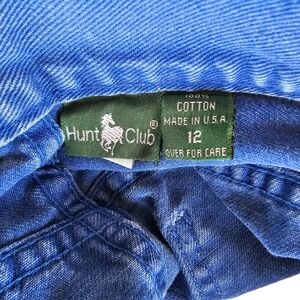 Hunt Club®
100%
COTTON
MADE IN U.S.A.
12
OVER FOR CARE